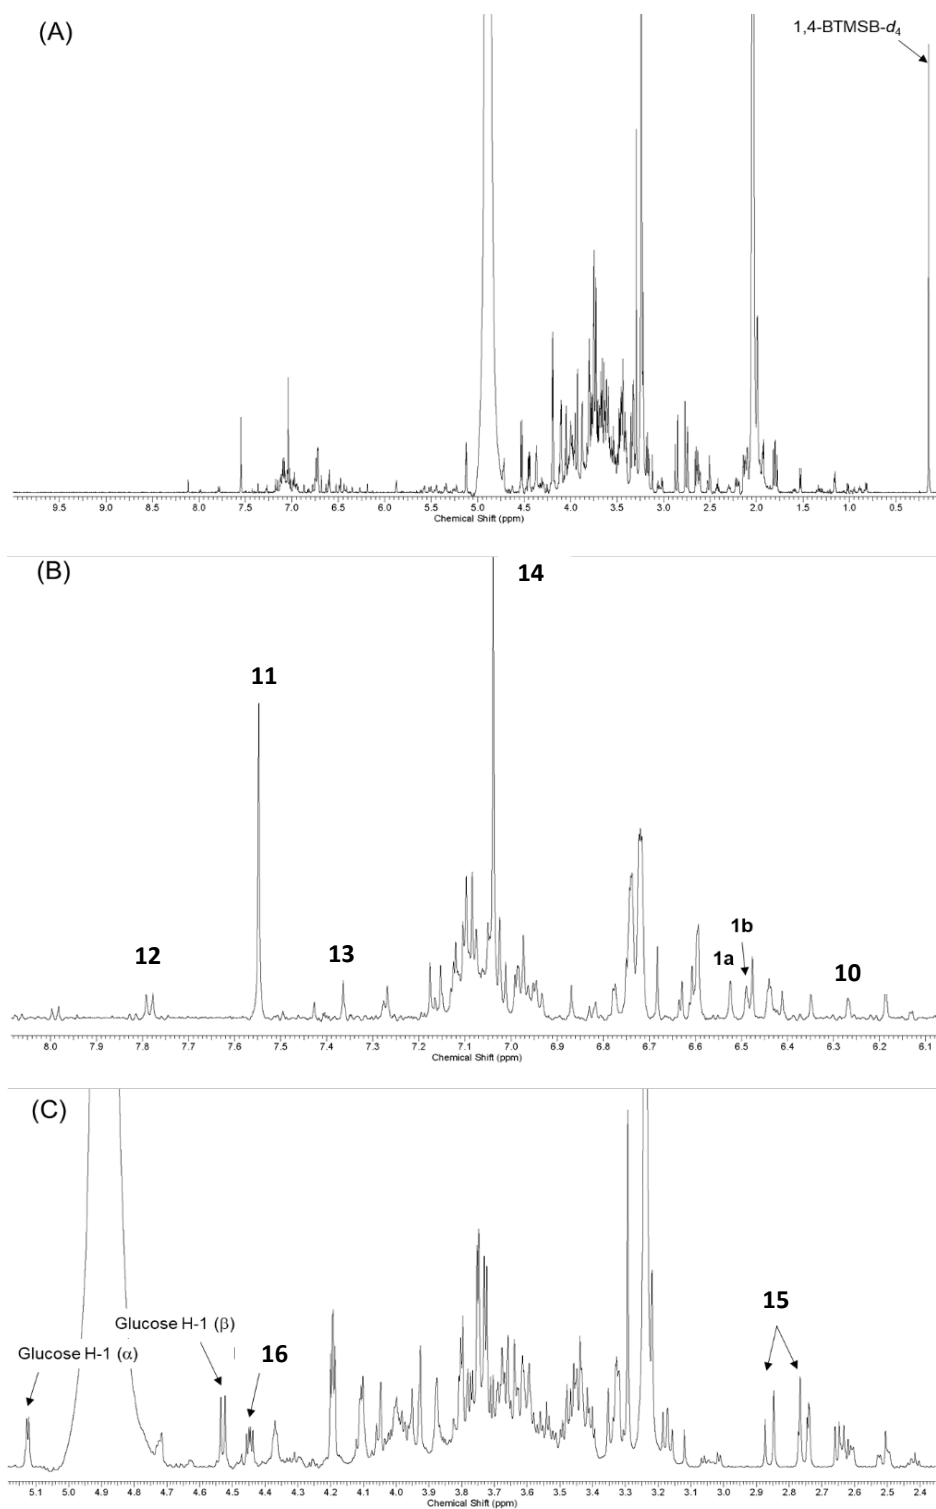 (A)
1,4-BTMSB-d4
9.5 9.0 8.5 8.0 7.5 7.0 6.5 6.0 5.5 5.0 4.5 4.0 3.5 3.0 2.5 2.0 1.5 1.0 0.5
Chemical Shift (ppm)
(B)
14
11
12
13
1b
1a
10
8.0 7.9 7.8 7.7 7.6 7.5 7.4 7.3 7.2 7.1 7.0 6.9 6.8 6.7 6.6 6.5 6.4 6.3 6.2 6.1
Chemical Shift (ppm)
(C)
15
Glucose H-1 (β)
16
Glucose H-1 (α)
5.1 5.0 4.9 4.8 4.7 4.6 4.5 4.4 4.3 4.2 4.1 4.0 3.9 3.8 3.7 3.6 3.5 3.4 3.3 3.2 3.1 3.0 2.9 2.8 2.7 2.6 2.5 2.4
Chemical Shift (ppm)